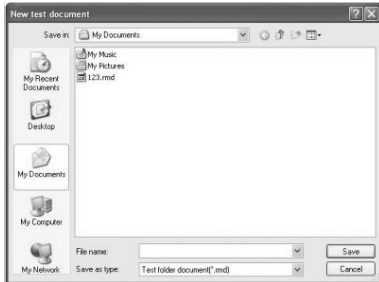 New test document
Save in: My Documents
My Recent
Documents
Desktop
My Documents
My Computer
My Network
My Music
My Pictures
123.rmd
File name:
Save
Save as type: Test folder document(*.rmd)
Cancel